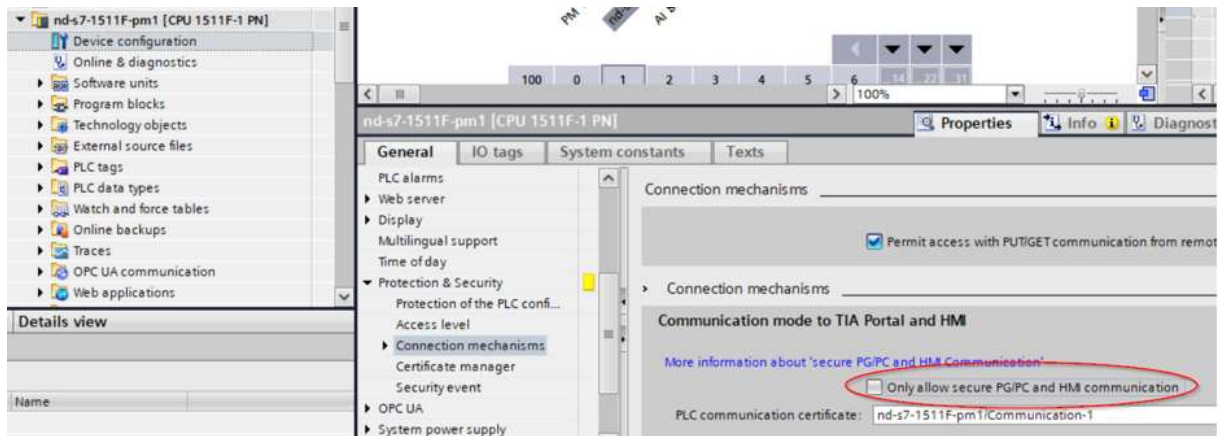 nd-s7-1511F-pm1 [CPU 1511F-1 PN]
Device configuration
Online & diagnostics
Software units
Program blocks
Technology objects
External source files
PLC tags
PLC data types
Watch and force tables
Online backups
Traces
OPC UA communication
Web applications
Details view
Name
PM
AI
100 0 1 2 3 4 5 6 14 22 31
100%
nd-s7-1511F-pm1 [CPU 1511F-1 PN]
Properties Info Diagnost
General IO tags System constants Texts
PLC alarms
Web server
Display
Multilingual support
Time of day
Protection & Security
Protection of the PLC confi...
Access level
Connection mechanisms
Certificate manager
Security event
OPC UA
System power supply
Connection mechanisms
Permit access with PUT/GET communication from remot
Connection mechanisms
Communication mode to TIA Portal and HMI
More information about 'secure PG/PC and HMI Communication'
Only allow secure PG/PC and HMI communication
PLC communication certificate: nd-s7-1511F-pm1/Communication-1